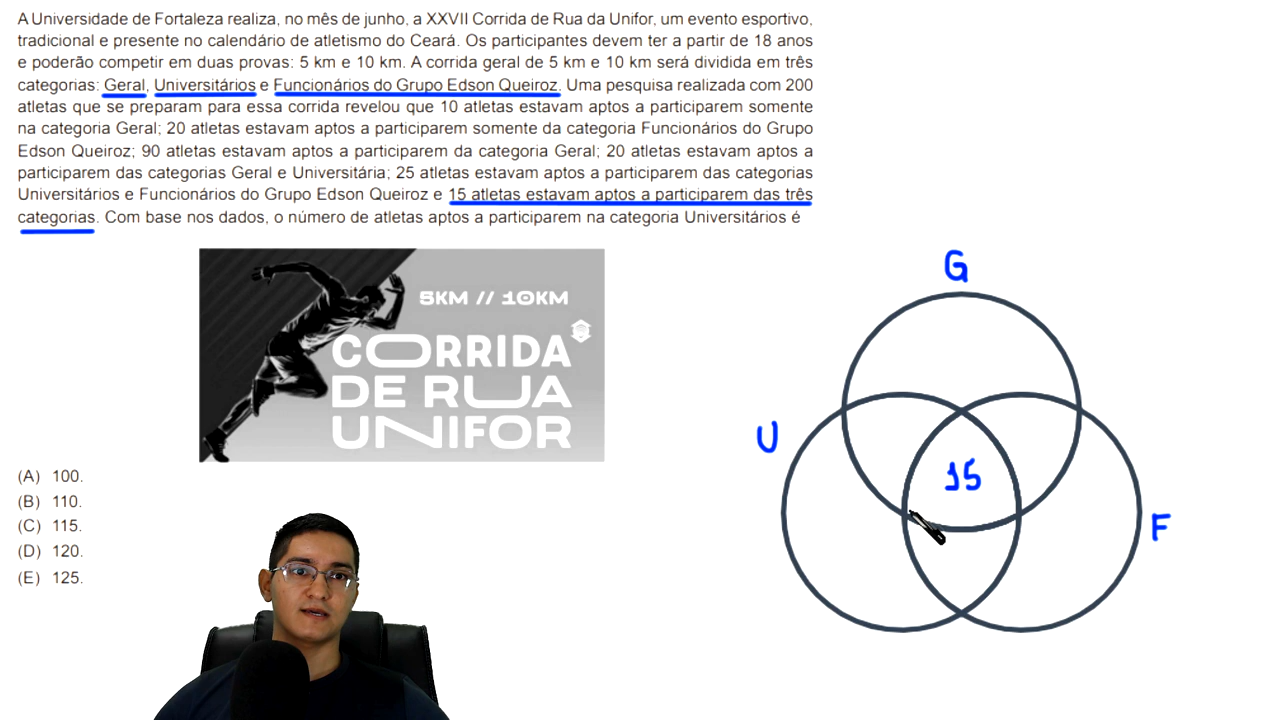 A Universidade de Fortaleza realiza, no mês de junho, a XXVII Corrida de Rua da Unifor, um evento esportivo,
tradicional e presente no calendário de atletismo do Ceará. Os participantes devem ter a partir de 18 anos
e poderão competir em duas provas: 5 km e 10 km. A corrida geral de 5 km e 10 km será dividida em três
categorias: Geral, Universitários e Funcionários do Grupo Edson Queiroz. Uma pesquisa realizada com 200
atletas que se preparam para essa corrida revelou que 10 atletas estavam aptos a participarem somente
na categoria Geral; 20 atletas estavam aptos a participarem somente da categoria Funcionários do Grupo
Edson Queiroz; 90 atletas estavam aptos a participarem da categoria Geral; 20 atletas estavam aptos a
participarem das categorias Geral e Universitária; 25 atletas estavam aptos a participarem das categorias
Universitários e Funcionários do Grupo Edson Queiroz e 15 atletas estavam aptos a participarem das três
categorias. Com base nos dados, o número de atletas aptos a participarem na categoria Universitários é
5KM // 10KM
CORRIDA
DE RUA
UNIFOR
(A) 100.
(B) 110.
(C) 115.
(D) 120.
(E) 125.
G
U
15
F